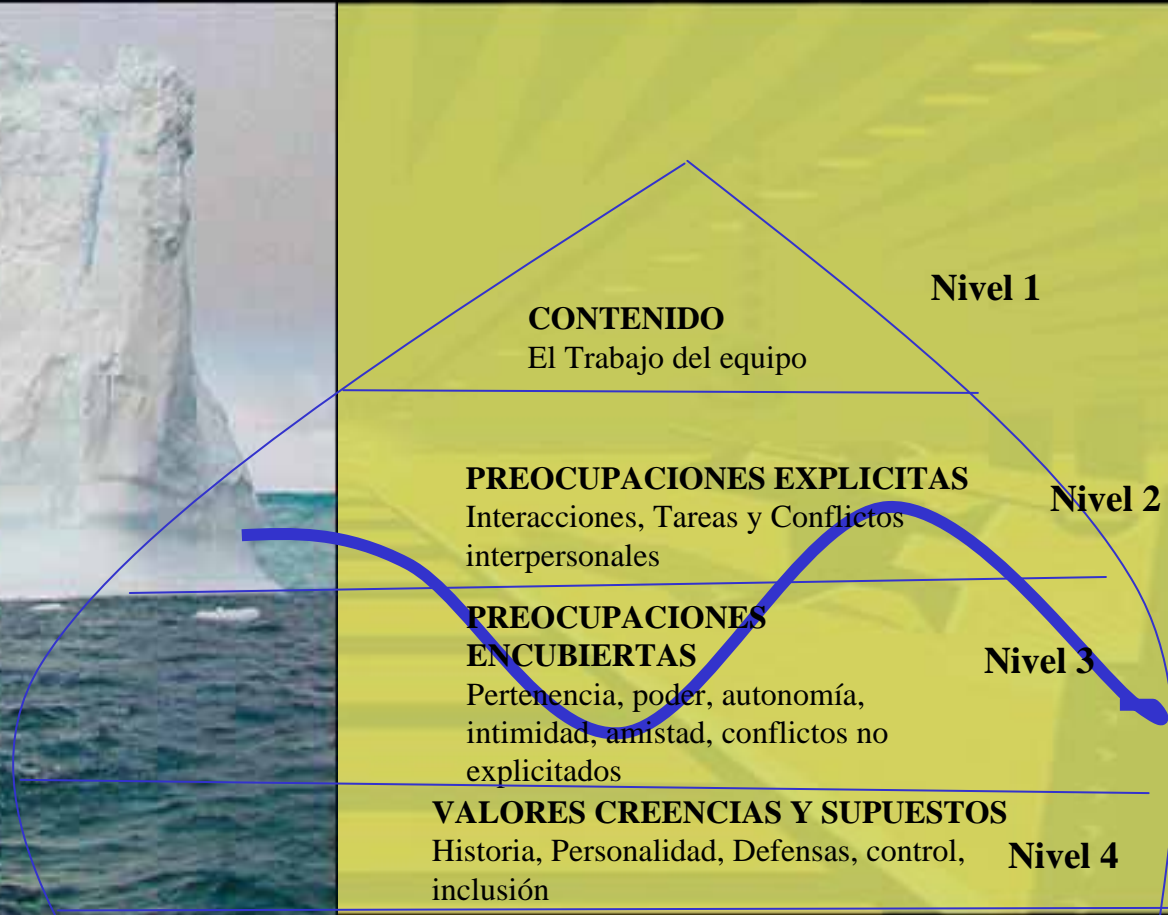 Nivel 1
CONTENIDO
El Trabajo del equipo
PREOCUPACIONES EXPLICITAS
Nivel 2
Interacciones, Tareas y Conflictos
interpersonales
PREOCUPACIONES
ENCUBIERTAS
Nivel 3
Pertenencia, poder, autonomía,
intimidad, amistad, conflictos no
explicitados
VALORES CREENCIAS Y SUPUESTOS
Historia, Personalidad, Defensas, control,
Nivel 4
inclusión